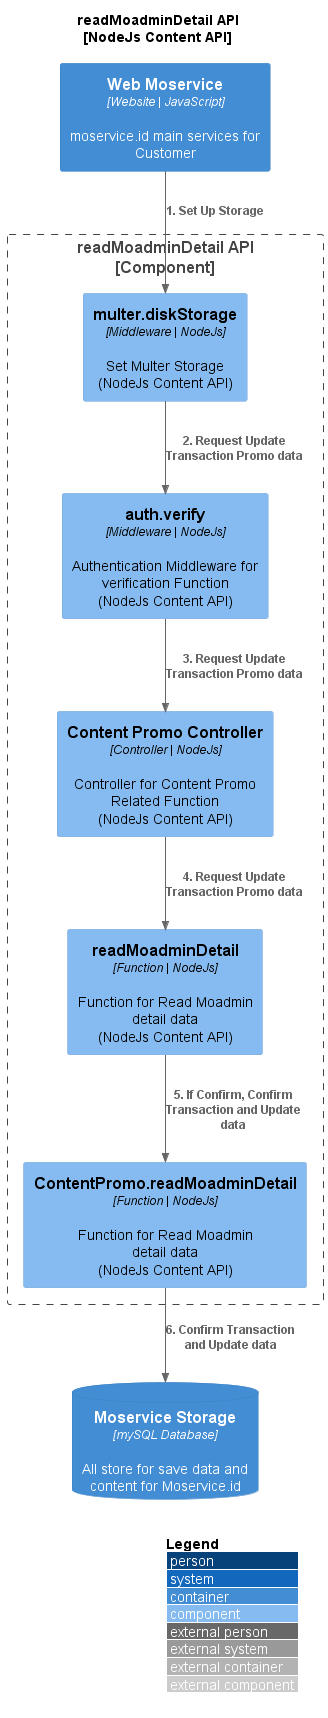 readMoadminDetail API
[NodeJs Content API]
Web Moservice
[Website | JavaScript]
moservice.id main services for
Customer
1. Set Up Storage
readMoadminDetail API
[Component]
multer.diskStorage
[Middleware | NodeJs]
Set Multer Storage
(NodeJs Content API)
2. Request Update
Transaction Promo data
auth.verify
[Middleware | NodeJs]
Authentication Middleware for
verification Function
(NodeJs Content API)
3. Request Update
Transaction Promo data
Content Promo Controller
[Controller | NodeJs]
Controller for Content Promo
Related Function
(NodeJs Content API)
4. Request Update
Transaction Promo data
readMoadminDetail
[Function | NodeJs]
Function for Read Moadmin
detail data
(NodeJs Content API)
5. If Confirm, Confirm
Transaction and Update
data
ContentPromo.readMoadminDetail
[Function | NodeJs]
Function for Read Moadmin
detail data
(NodeJs Content API)
6. Confirm Transaction
and Update data
Moservice Storage
[mySQL Database]
All store for save data and
content for Moservice.id
Legend
person
system
container
component
external person
external system
external container
external component